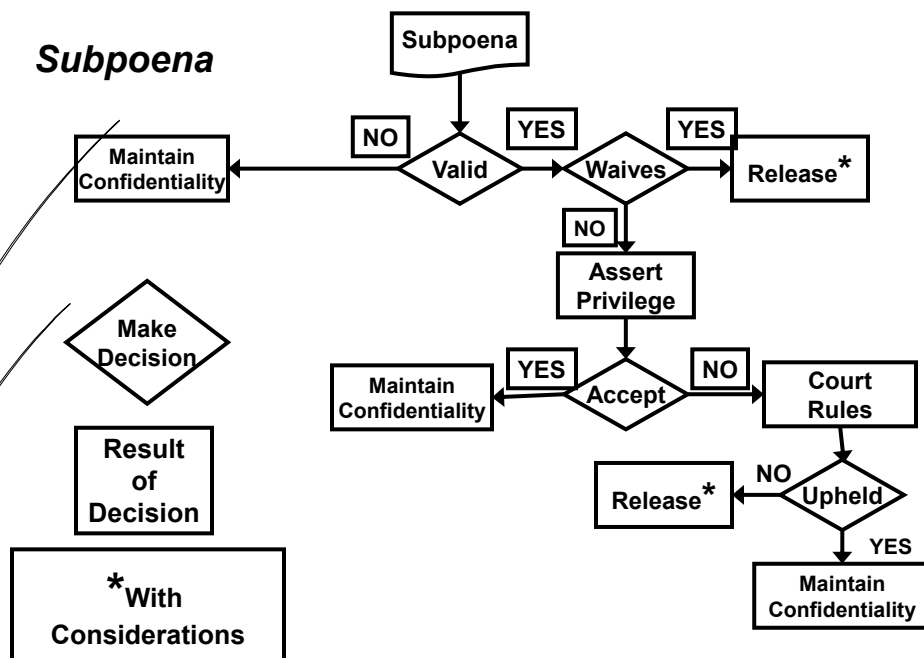 Subpoena
Subpoena
NO
YES
YES
Maintain
Confidentiality
Valid
Waives
Release*
NO
Assert
Privilege
Make
Decision
YES
NO
Maintain
Confidentiality
Accept
Court
Rules
Result
of
Decision
NO
Release*
Upheld
YES
*With
Considerations
Maintain
Confidentiality